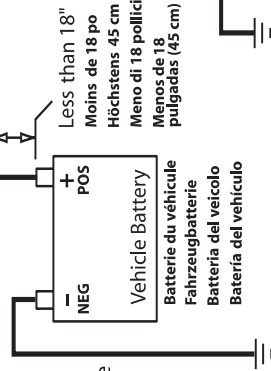 Less than 18"
Moins de 18 po
Höchstens 45 cm
Meno di 18 pollici
Menos de 18
pulgadas (45 cm)
+
POS
–
NEG
Vehicle Battery
Batterie du véhicule
Fahrzeugbatterie
Batteria del veicolo
Batería del vehículo